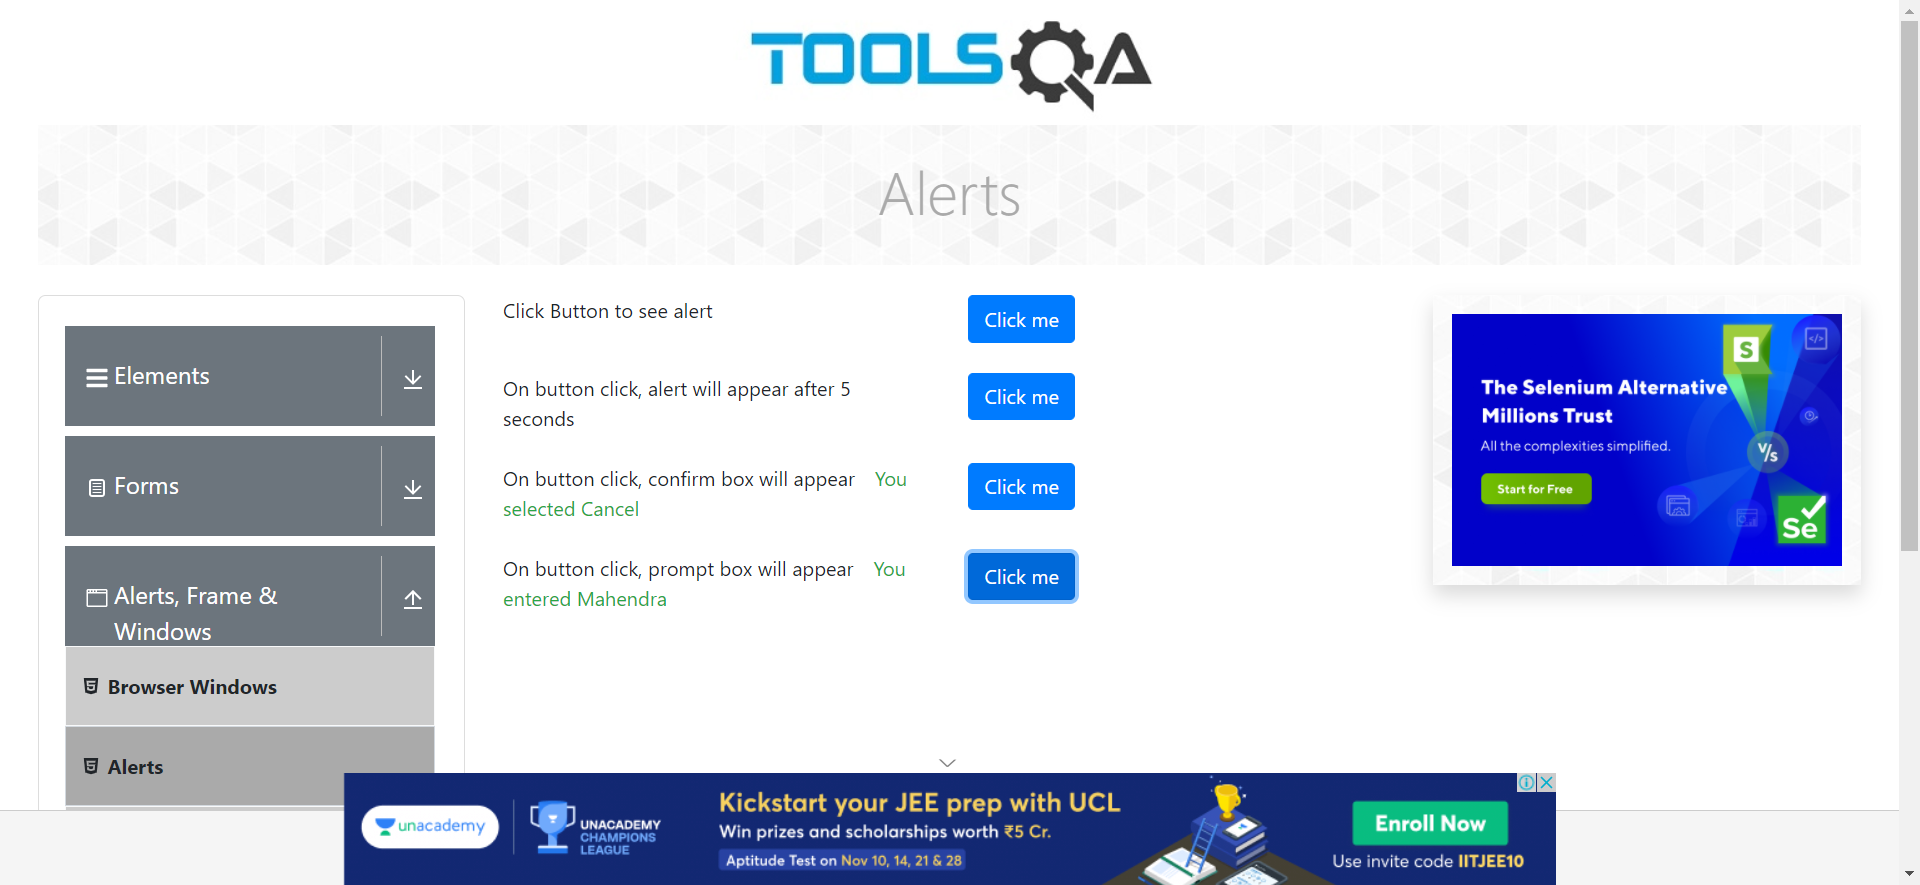 TOOLSQA
Alerts
Elements
Forms
Alerts, Frame &
Windows
Browser Windows
Alerts
Click Button to see alert
Click me
On button click, alert will appear after 5
seconds
Click me
On button click, confirm box will appear You
selected Cancel
Click me
On button click, prompt box will appear You
entered Mahendra
Click me
The Selenium Alternative
Millions Trust
All the complexities simplified.
Start for Free
S
</>
V/s
Se
unacademy
UNACADEMY
CHAMPIONS
LEAGUE
Kickstart your JEE prep with UCL
Win prizes and scholarships worth ₹5 Cr.
Aptitude Test on Nov 10, 14, 21 & 28
Enroll Now
Use invite code IITJEE10